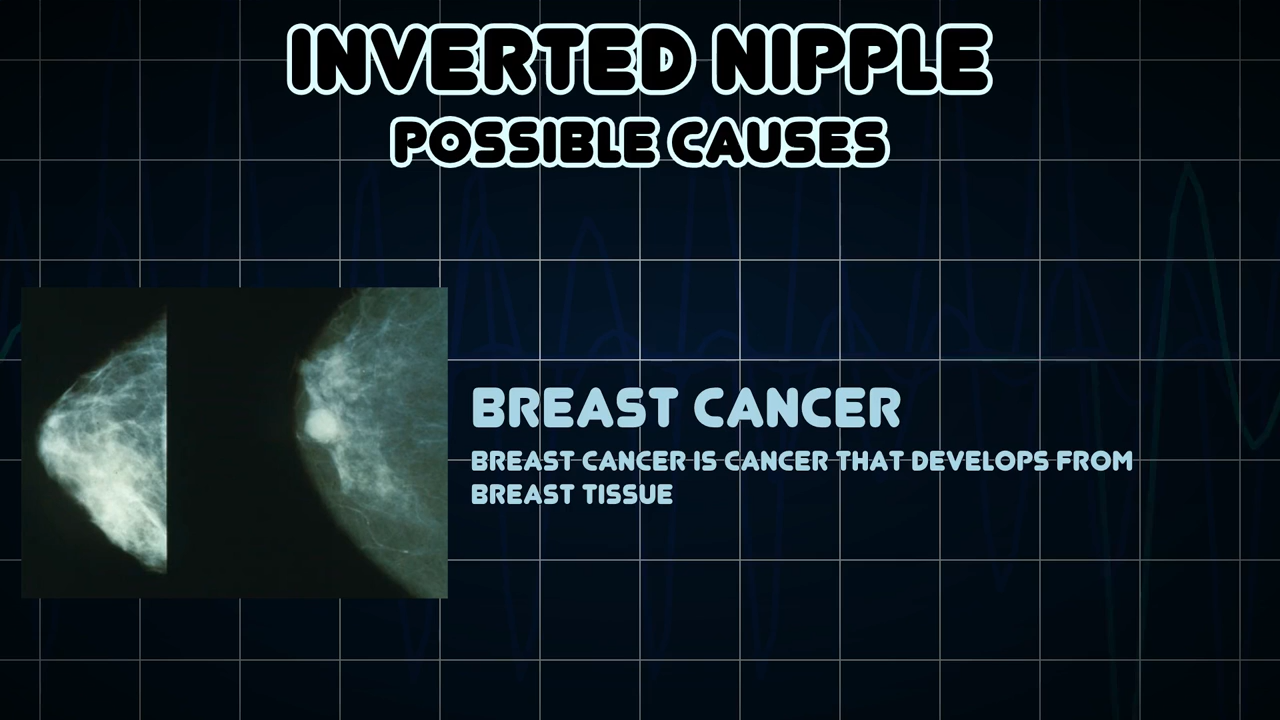 INVERTED NIPPLE
POSSIBLE CAUSES
BREAST CANCER
BREAST CANCER IS CANCER THAT DEVELOPS FROM
BREAST TISSUE